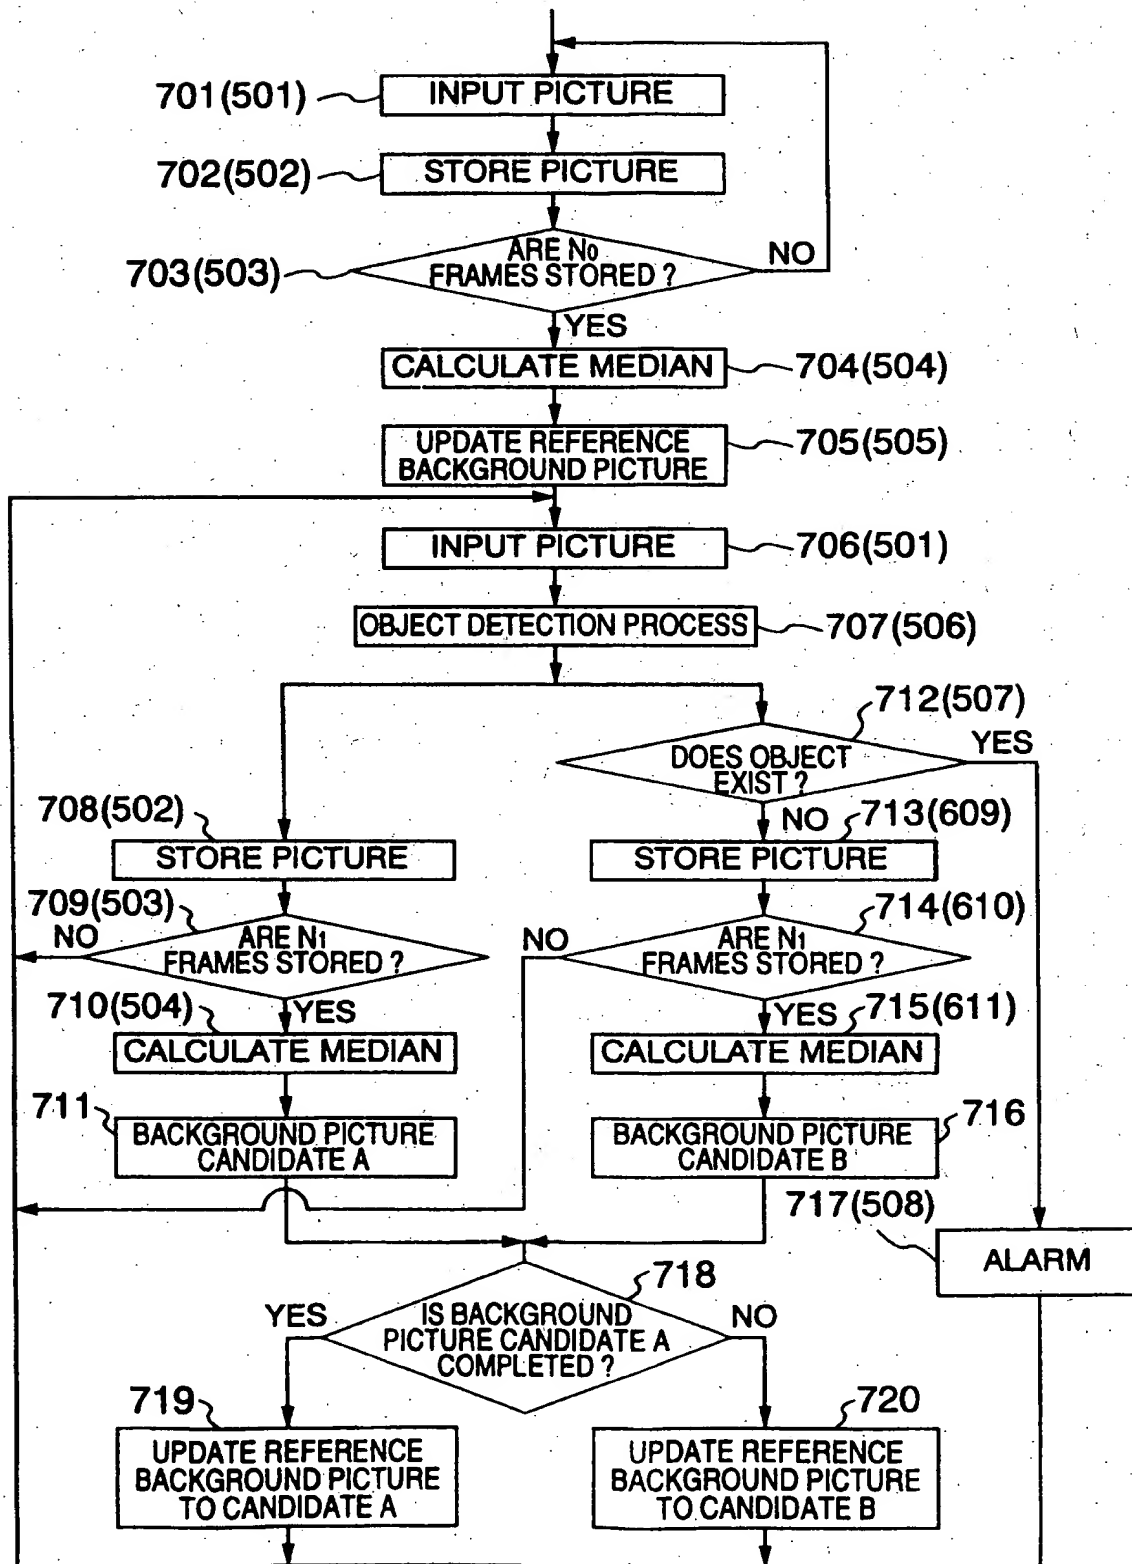 701(501)
INPUT PICTURE
702(502)
STORE PICTURE
703(503)
ARE N0
FRAMES STORED ?
NO
YES
CALCULATE MEDIAN
704(504)
UPDATE REFERENCE
BACKGROUND PICTURE
705(505)
INPUT PICTURE
706(501)
OBJECT DETECTION PROCESS
707(506)
712(507)
DOES OBJECT
EXIST ?
YES
NO
708(502)
STORE PICTURE
713(609)
STORE PICTURE
709(503)
NO
ARE N1
FRAMES STORED ?
714(610)
NO
ARE N1
FRAMES STORED ?
710(504)
YES
CALCULATE MEDIAN
YES
715(611)
CALCULATE MEDIAN
711
BACKGROUND PICTURE
CANDIDATE A
BACKGROUND PICTURE
CANDIDATE B
716
717(508)
ALARM
718
YES
IS BACKGROUND
PICTURE CANDIDATE A
COMPLETED ?
NO
719
UPDATE REFERENCE
BACKGROUND PICTURE
TO CANDIDATE A
720
UPDATE REFERENCE
BACKGROUND PICTURE
TO CANDIDATE B